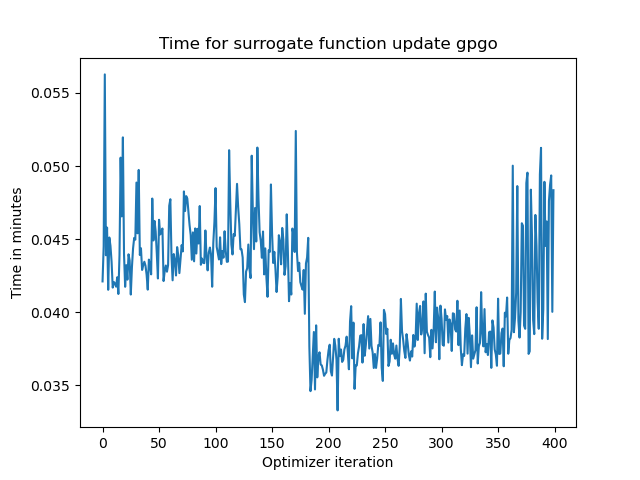 Time for surrogate function update gpgo
0.055
0.050
0.045
0.040
0.035
Time in minutes
0 50 100 150 200 250 300 350 400
Optimizer iteration